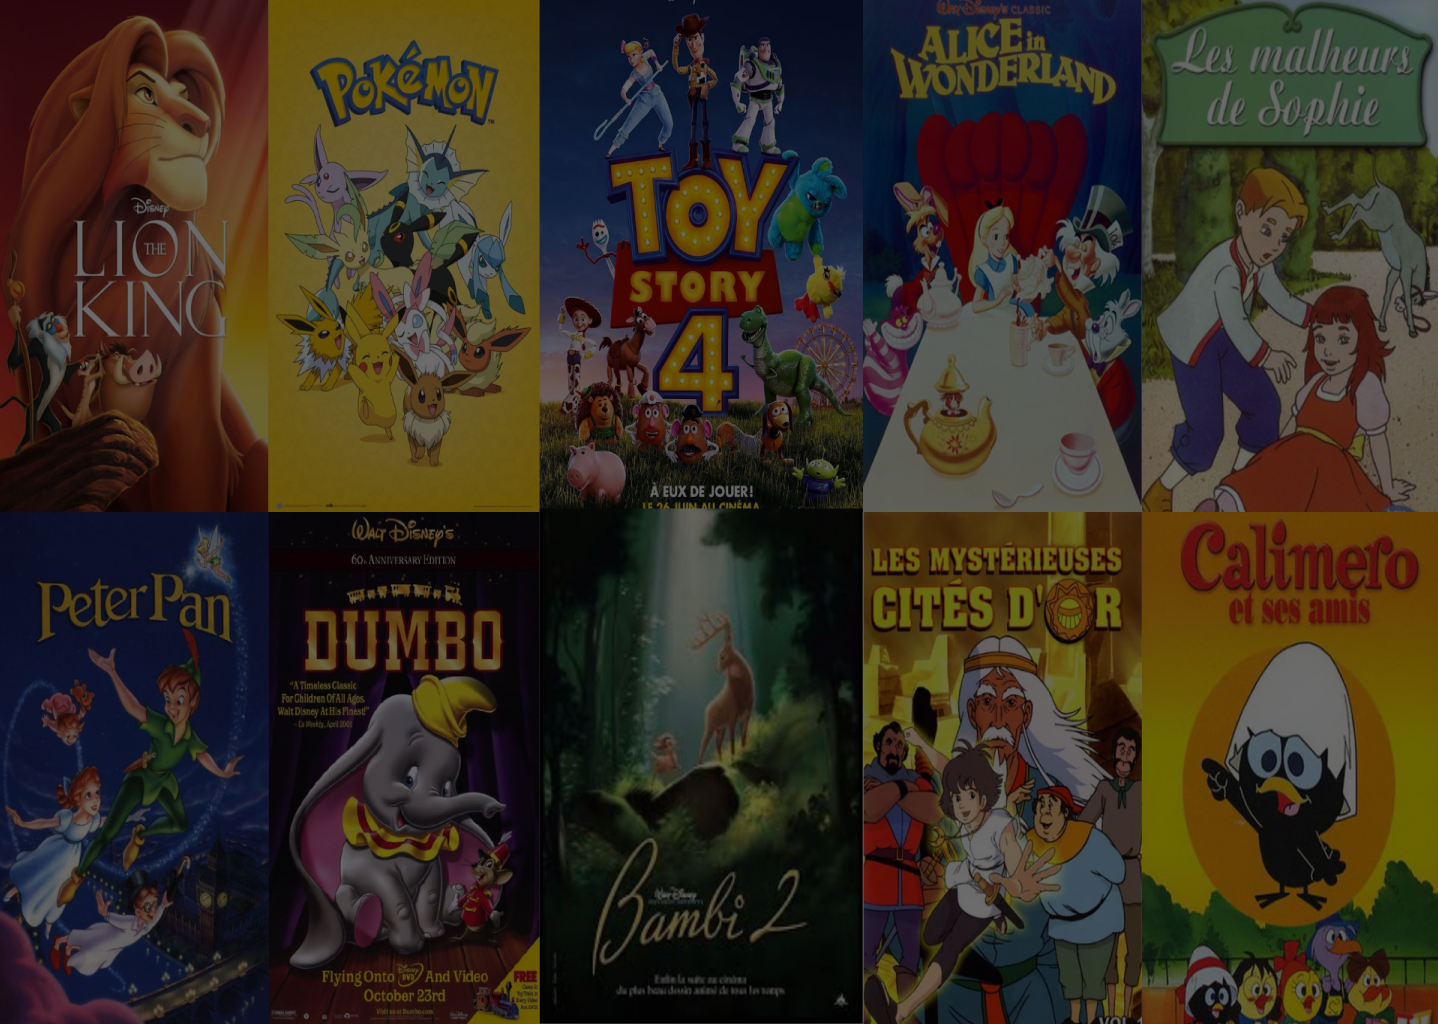 Disney
THE
LION
KING
POKéMON
TM
TOY
STORY
4
À EUX DE JOUER!
LE 26 JUIN AU CINÉMA
Walt Disney's CLASSIC
ALICE in
WONDERLAND
Les malheurs
de Sophie
Peter Pan
Walt Disney's
60th ANNIVERSARY EDITION
DUMBO
"A Timeless Classic
For Children Of All Ages.
Walt Disney At His Finest!"
Flying Onto Disney DVD And Video
October 23rd
FREE
Walt Disney
Bambi 2
Enfin la suite au cinéma
du plus beau dessin animé de tous les temps
LES MYSTÉRIEUSES
CITÉS D'OR
VOL.1
Calimero
et ses amis